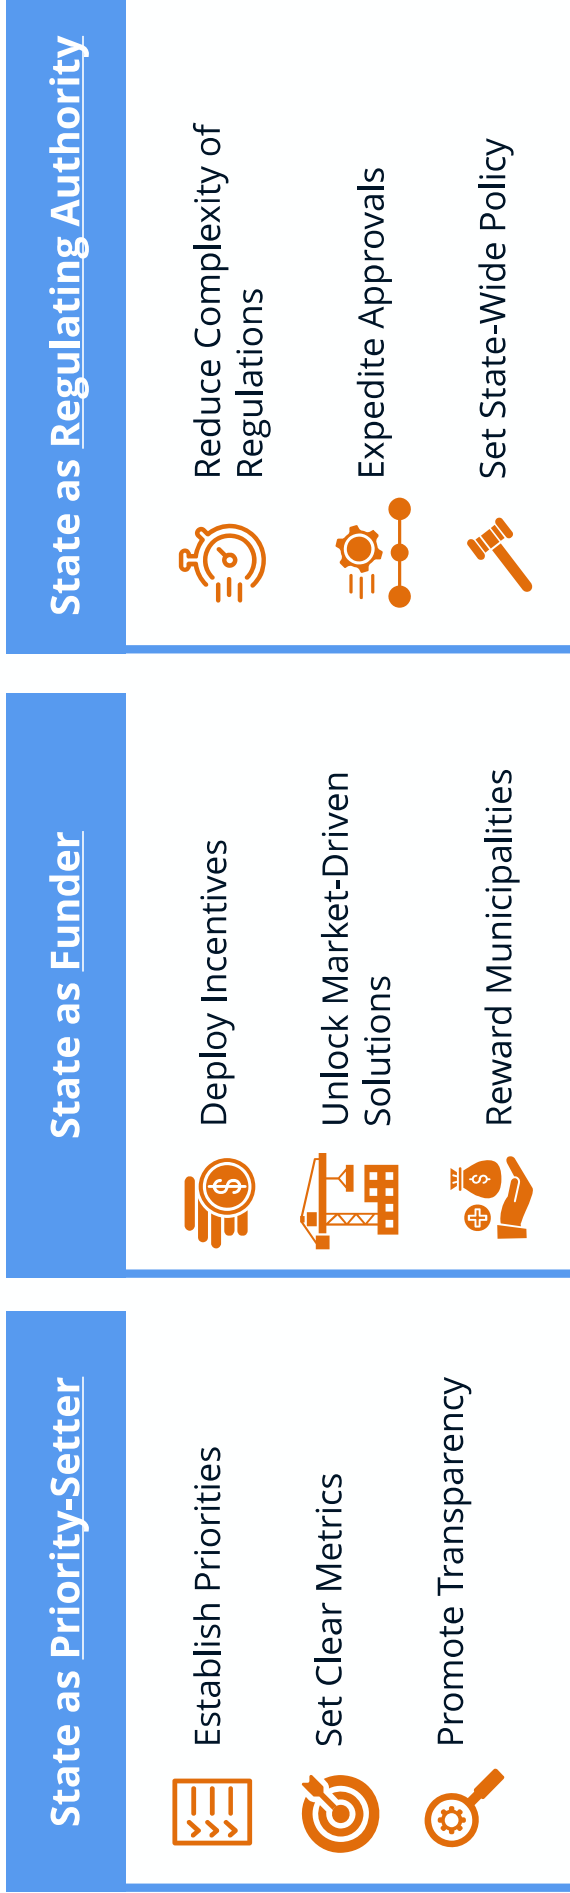 State as Priority-Setter
Establish Priorities
Set Clear Metrics
Promote Transparency
State as Funder
Deploy Incentives
Unlock Market-Driven
Solutions
Reward Municipalities
State as Regulating Authority
Reduce Complexity of
Regulations
Expedite Approvals
Set State-Wide Policy